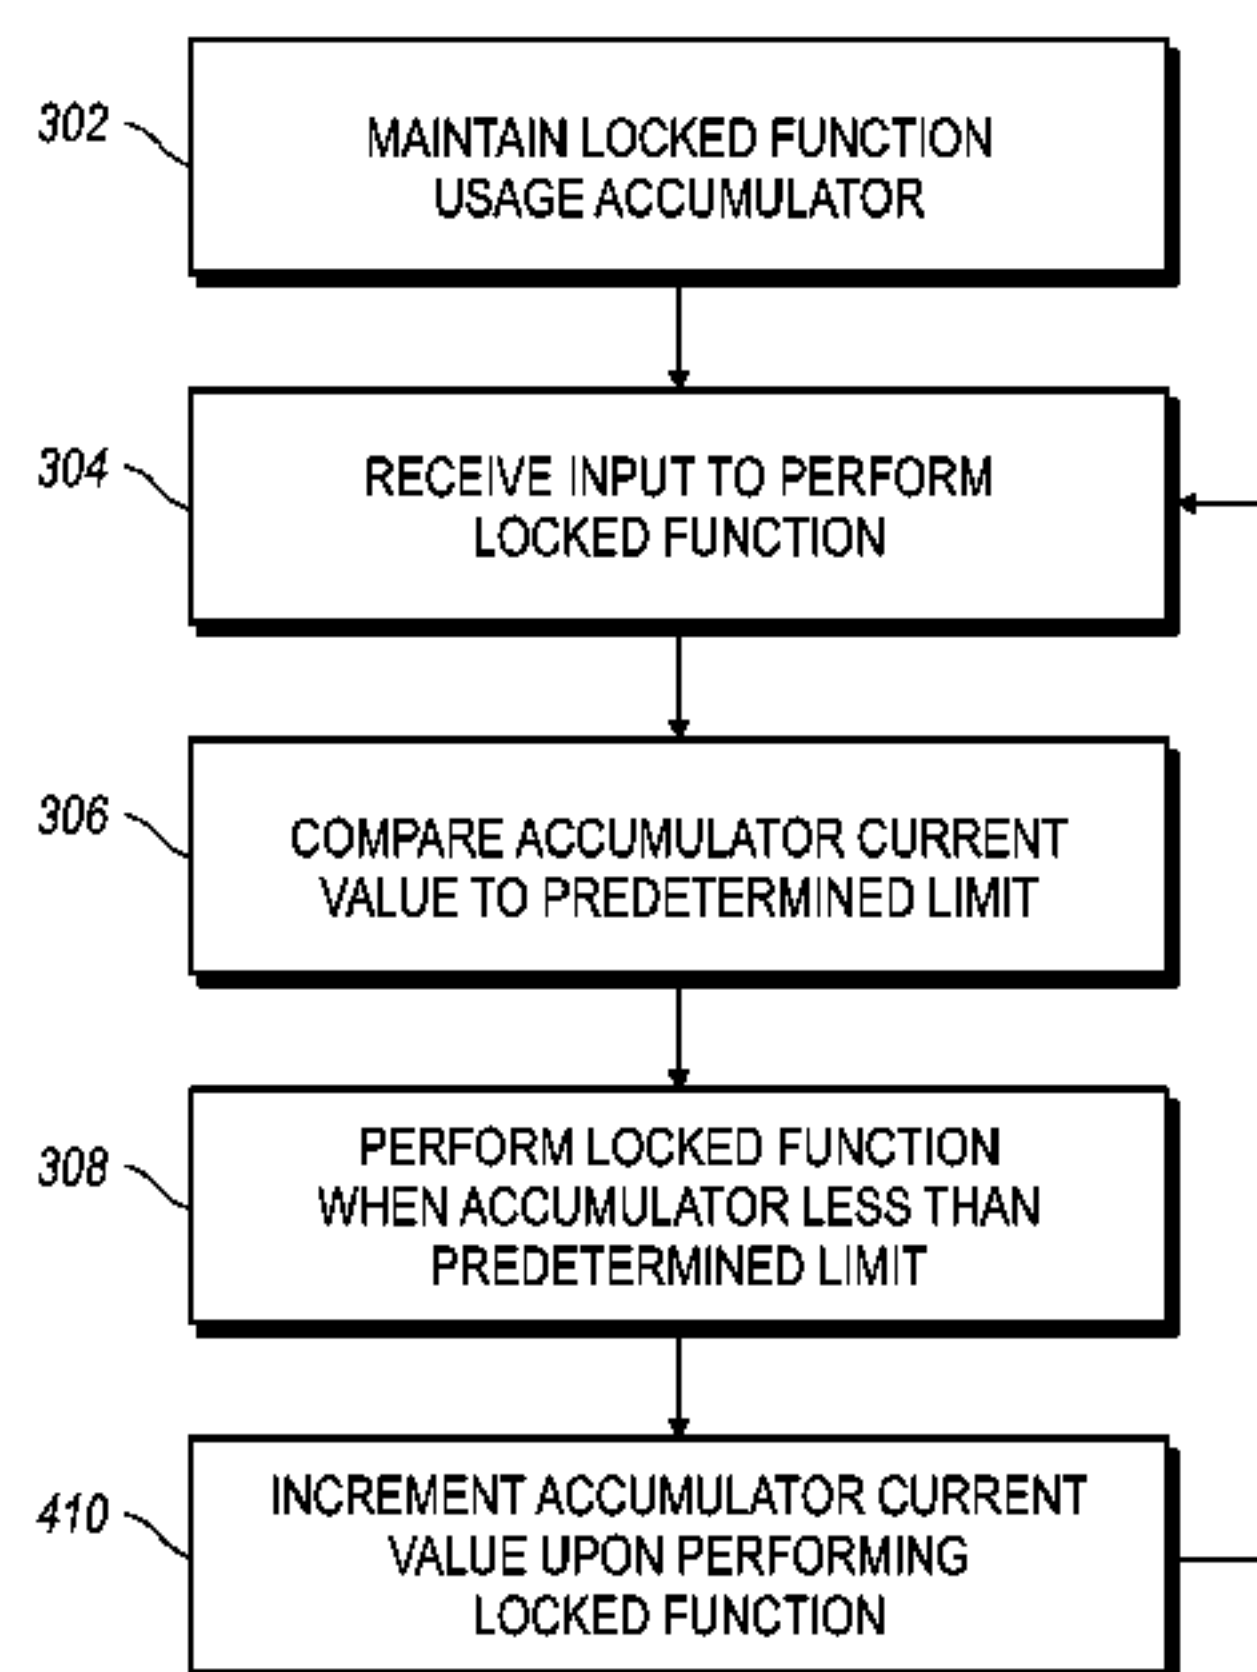 302
MAINTAIN LOCKED FUNCTION
USAGE ACCUMULATOR
304
RECEIVE INPUT TO PERFORM
LOCKED FUNCTION
306
COMPARE ACCUMULATOR CURRENT
VALUE TO PREDETERMINED LIMIT
308
PERFORM LOCKED FUNCTION
WHEN ACCUMULATOR LESS THAN
PREDETERMINED LIMIT
410
INCREMENT ACCUMULATOR CURRENT
VALUE UPON PERFORMING
LOCKED FUNCTION